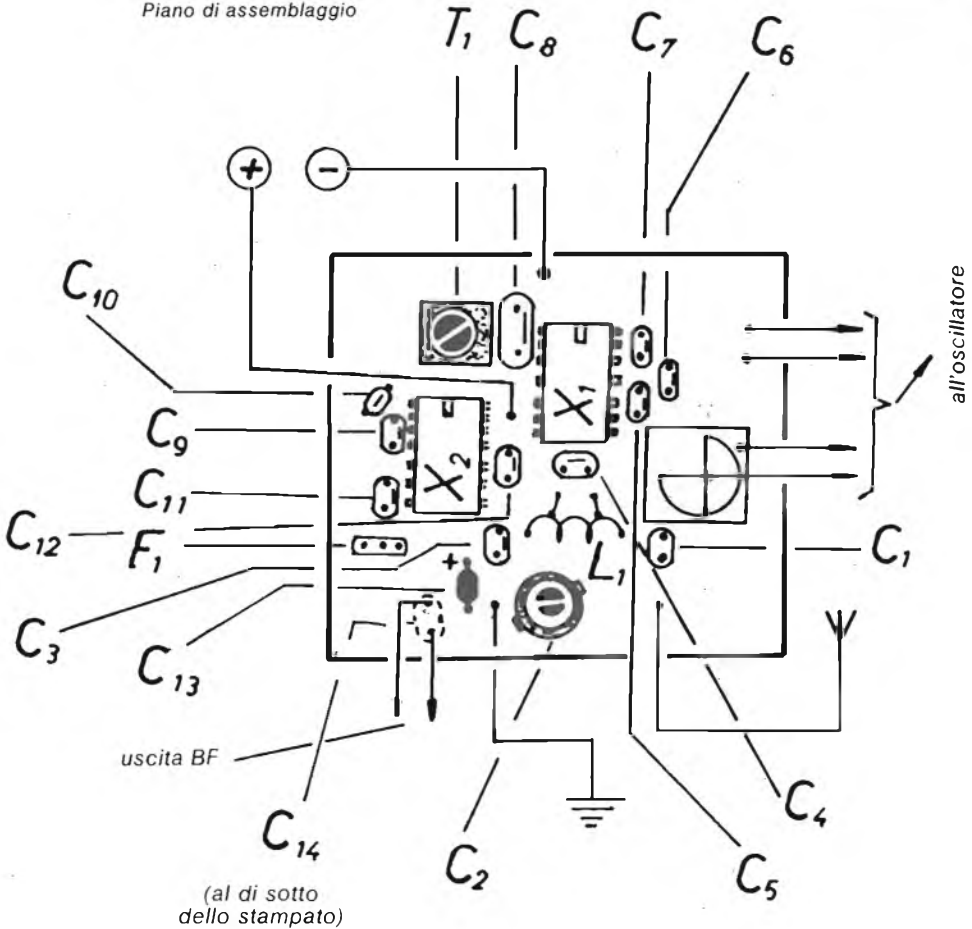 Piano di assemblaggio
T1 C8 C7 C6
+ -
C10
all'oscillatore
X1
C9
X2
C11
C12
F1
+
L1
C1
C3
C13
uscita BF
C14
C2
C4
C5
(al di sotto
dello stampato)